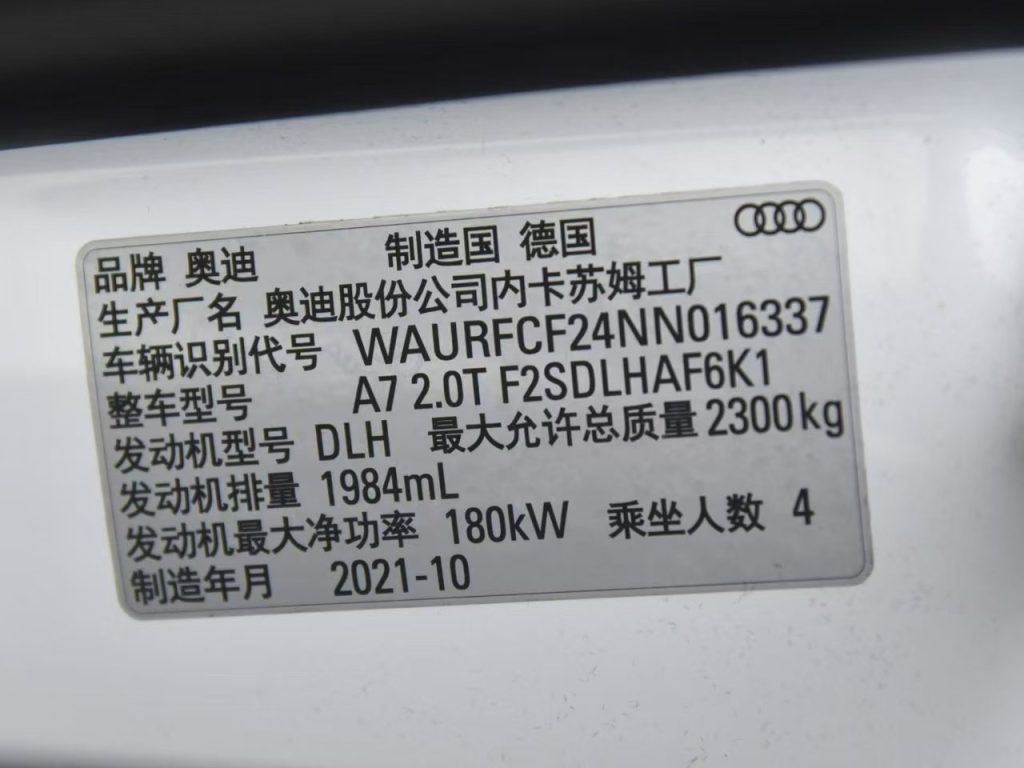 品牌 奥迪 制造国 德国
生产厂名 奥迪股份公司内卡苏姆工厂
车辆识别代号 WAURFCF24NN016337
整车型号 A7 2.0T F2SDLHAF6K1
发动机型号 DLH 最大允许总质量 2300kg
发动机排量 1984mL
发动机最大净功率 180kW 乘坐人数 4
制造年月 2021-10